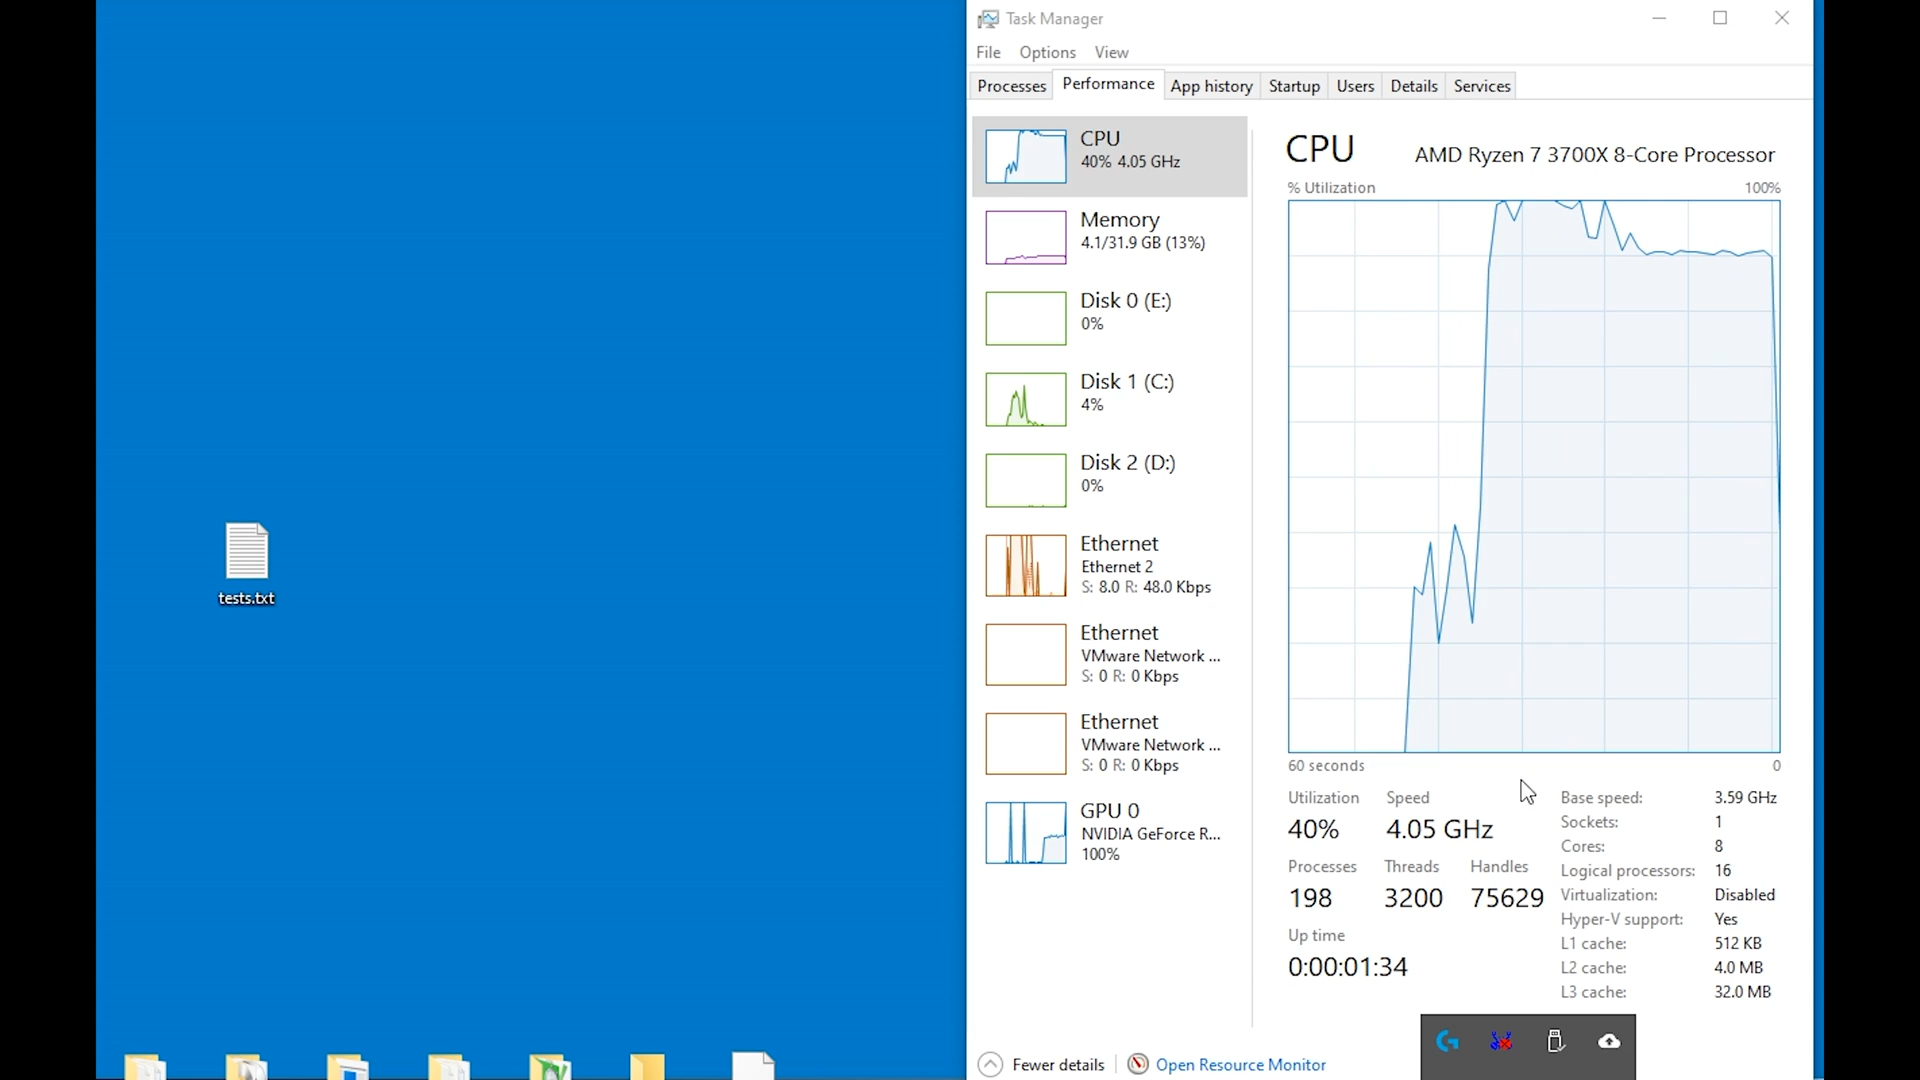 Task Manager
File Options View
Processes Performance App history Startup Users Details Services
CPU
40% 4.05 GHz
Memory
4.1/31.9 GB (13%)
Disk 0 (E:)
0%
Disk 1 (C:)
4%
Disk 2 (D:)
0%
Ethernet
Ethernet 2
S: 8.0 R: 48.0 Kbps
Ethernet
VMware Network ...
S: 0 R: 0 Kbps
Ethernet
VMware Network ...
S: 0 R: 0 Kbps
GPU 0
NVIDIA GeForce R...
100%
CPU AMD Ryzen 7 3700X 8-Core Processor
% Utilization 100%
60 seconds 0
Utilization Speed
40% 4.05 GHz
Processes Threads Handles
198 3200 75629
Up time
0:00:01:34
Base speed: 3.59 GHz
Sockets: 1
Cores: 8
Logical processors: 16
Virtualization: Disabled
Hyper-V support: Yes
L1 cache: 512 KB
L2 cache: 4.0 MB
L3 cache: 32.0 MB
Fewer details Open Resource Monitor
tests.txt